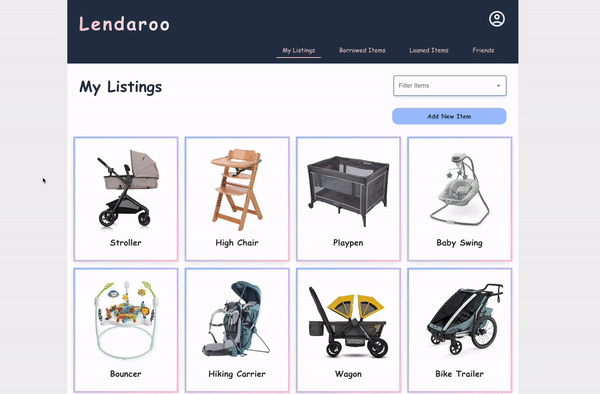 Lendaroo
My Listings Borrowed Items Loaned Items Friends
My Listings
Filter Items
Add New Item
Stroller High Chair Playpen Baby Swing
Bouncer Hiking Carrier Wagon Bike Trailer